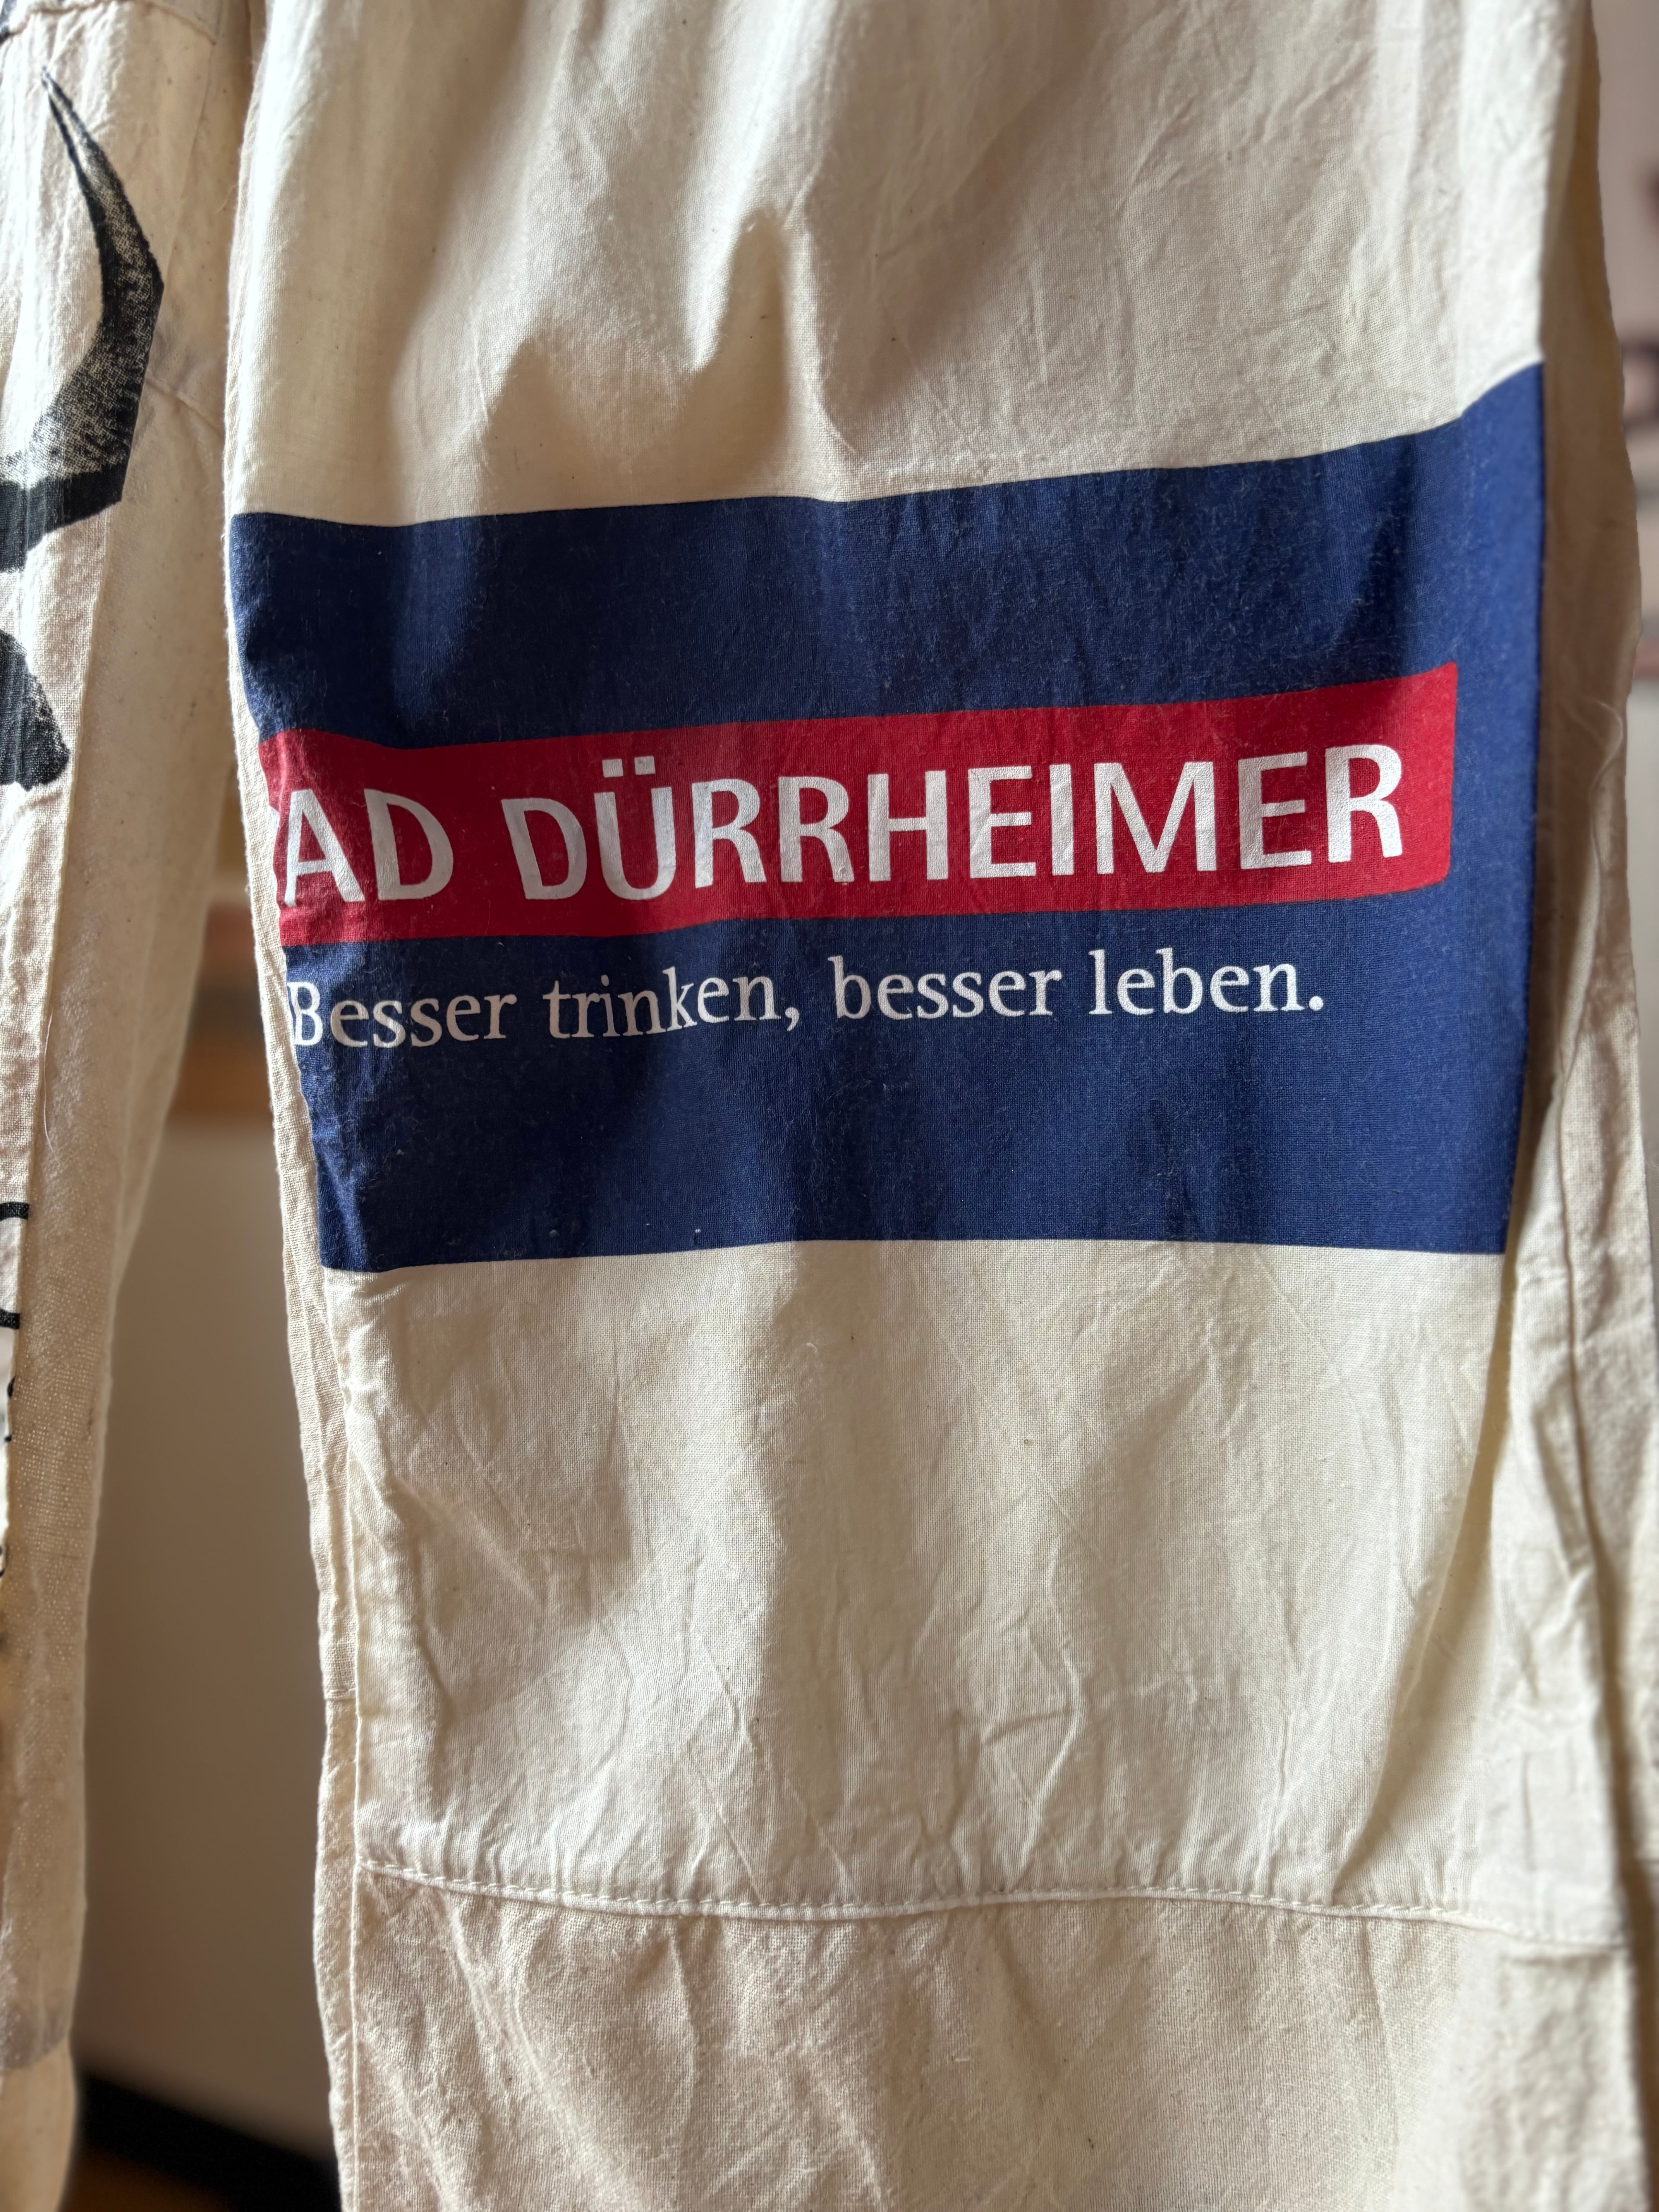 AD DÜRRHEIMER
Besser trinken, besser leben.